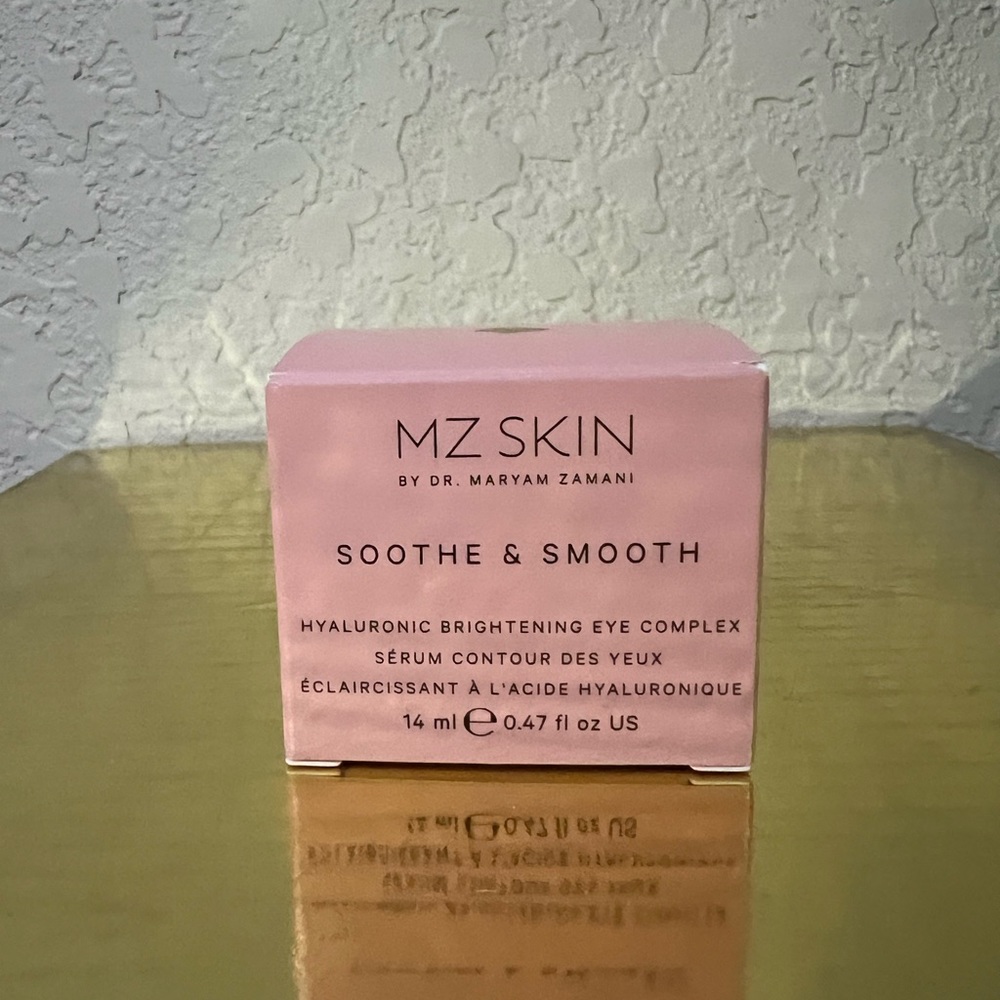 MZ SKIN
BY DR. MARYAM ZAMANI
SOOTHE & SMOOTH
HYALURONIC BRIGHTENING EYE COMPLEX
SÉRUM CONTOUR DES YEUX
ÉCLAIRCISSANT À L'ACIDE HYALURONIQUE
14 ml ℮ 0.47 fl oz US